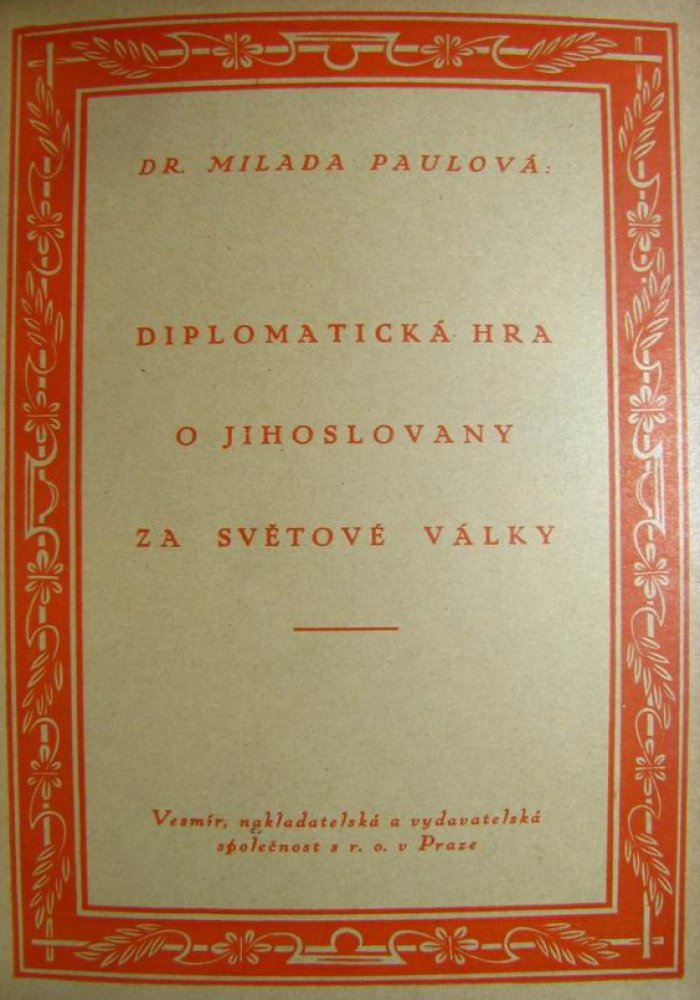 DR. MILADA PAULOVÁ:
DIPLOMATICKÁ HRA
O JIHOSLOVANY
ZA SVĚTOVÉ VÁLKY
Vesmír, nakladatelská a vydavatelská
společnost s r. o. v Praze